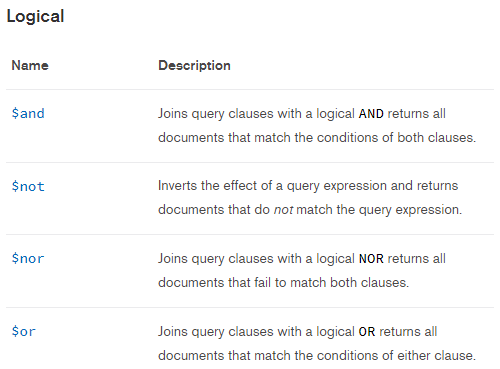 Logical
Name Description
$and Joins query clauses with a logical AND returns all
documents that match the conditions of both clauses.
$not Inverts the effect of a query expression and returns
documents that do not match the query expression.
$nor Joins query clauses with a logical NOR returns all
documents that fail to match both clauses.
$or Joins query clauses with a logical OR returns all
documents that match the conditions of either clause.